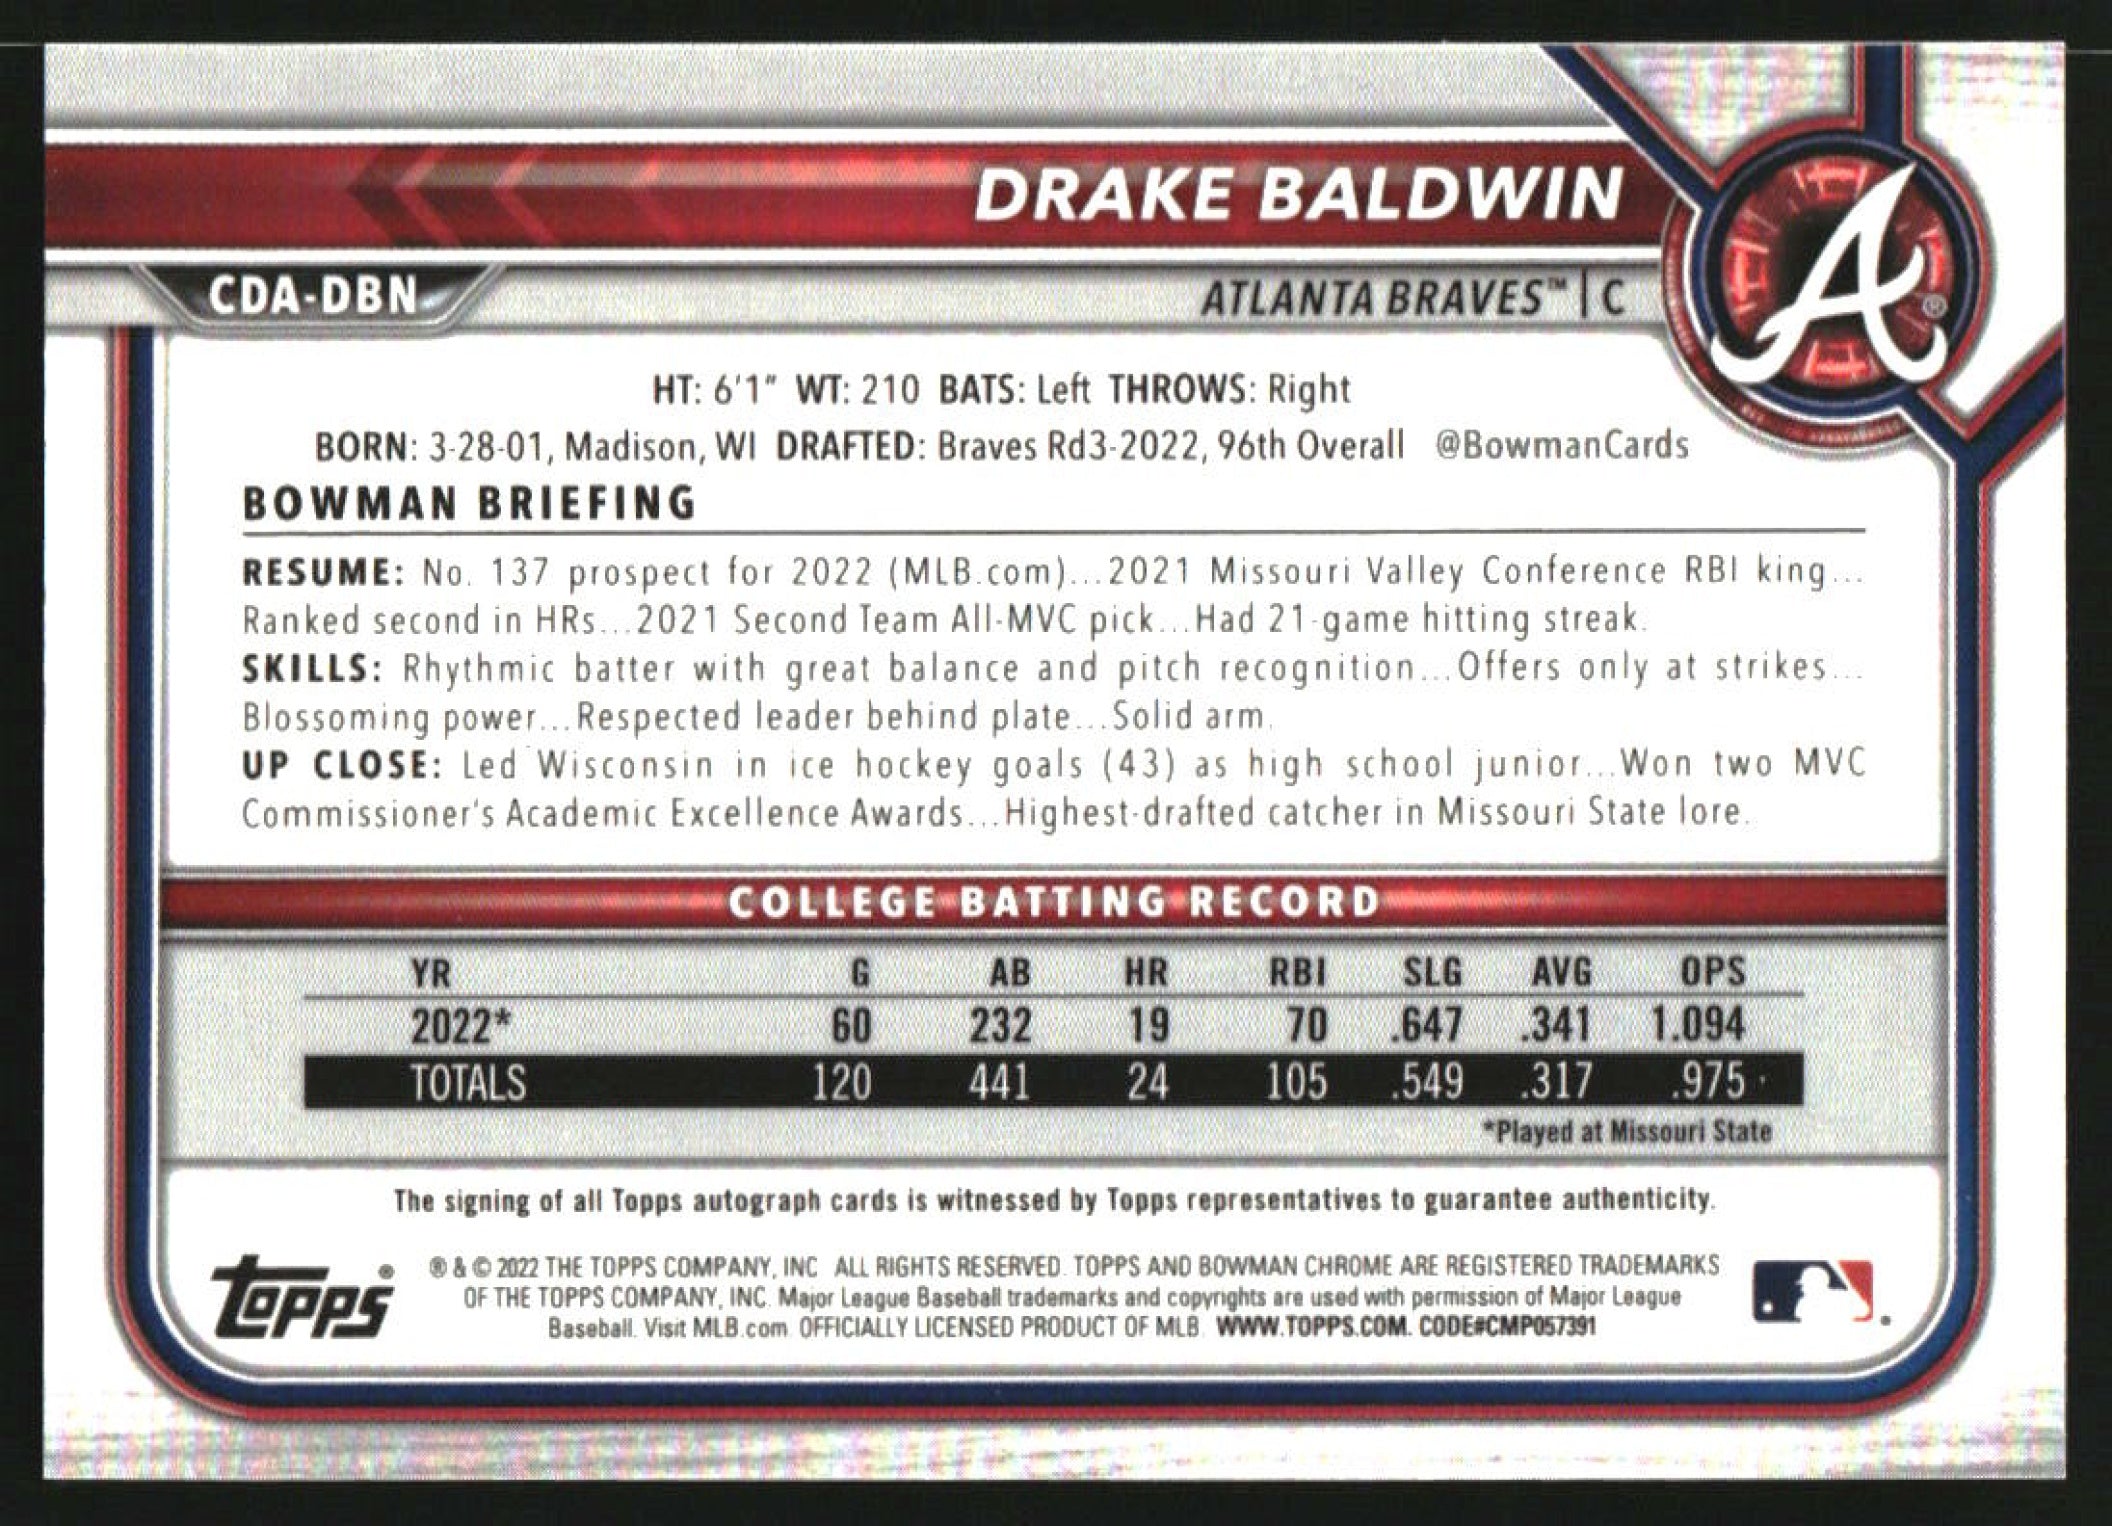 DRAKE BALDWIN
CDA-DBN
ATLANTA BRAVES™ | C
A®
HT: 6'1" WT: 210 BATS: Left THROWS: Right
BORN: 3-28-01, Madison, WI DRAFTED: Braves Rd3-2022, 96th Overall @BowmanCards
BOWMAN BRIEFING
RESUME: No. 137 prospect for 2022 (MLB.com)...2021 Missouri Valley Conference RBI king...
Ranked second in HRs...2021 Second Team All-MVC pick...Had 21-game hitting streak.
SKILLS: Rhythmic batter with great balance and pitch recognition...Offers only at strikes...
Blossoming power...Respected leader behind plate...Solid arm.
UP CLOSE: Led Wisconsin in ice hockey goals (43) as high school junior...Won two MVC
Commissioner's Academic Excellence Awards...Highest-drafted catcher in Missouri State lore.
COLLEGE BATTING RECORD
YR G AB HR RBI SLG AVG OPS
2022* 60 232 19 70 .647 .341 1.094
TOTALS 120 441 24 105 .549 .317 .975
*Played at Missouri State
The signing of all Topps autograph cards is witnessed by Topps representatives to guarantee authenticity.
Topps®
® & © 2022 THE TOPPS COMPANY, INC. ALL RIGHTS RESERVED. TOPPS AND BOWMAN CHROME ARE REGISTERED TRADEMARKS
OF THE TOPPS COMPANY, INC. Major League Baseball trademarks and copyrights are used with permission of Major League
Baseball. Visit MLB.com. OFFICIALLY LICENSED PRODUCT OF MLB. WWW.TOPPS.COM. CODE#CMP057391